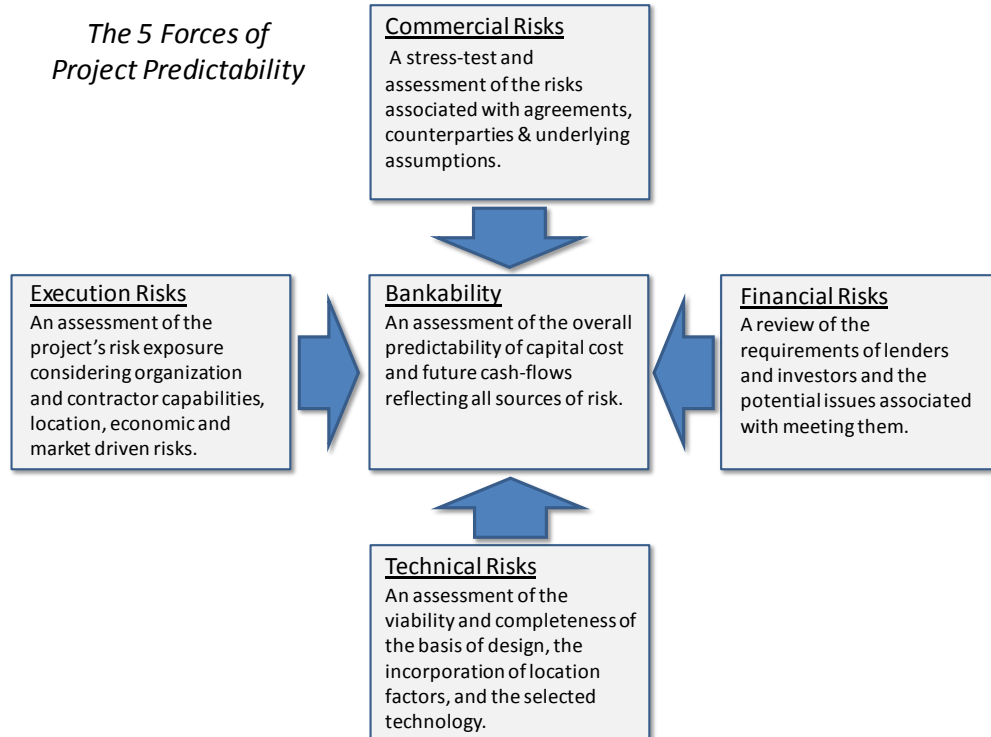 The 5 Forces of
Project Predictability
Commercial Risks
A stress-test and
assessment of the risks
associated with agreements,
counterparties & underlying
assumptions.
Execution Risks
An assessment of the
project's risk exposure
considering organization
and contractor capabilities,
location, economic and
market driven risks.
Bankability
An assessment of the overall
predictability of capital cost
and future cash-flows
reflecting all sources of risk.
Financial Risks
A review of the
requirements of lenders
and investors and the
potential issues associated
with meeting them.
Technical Risks
An assessment of the
viability and completeness of
the basis of design, the
incorporation of location
factors, and the selected
technology.